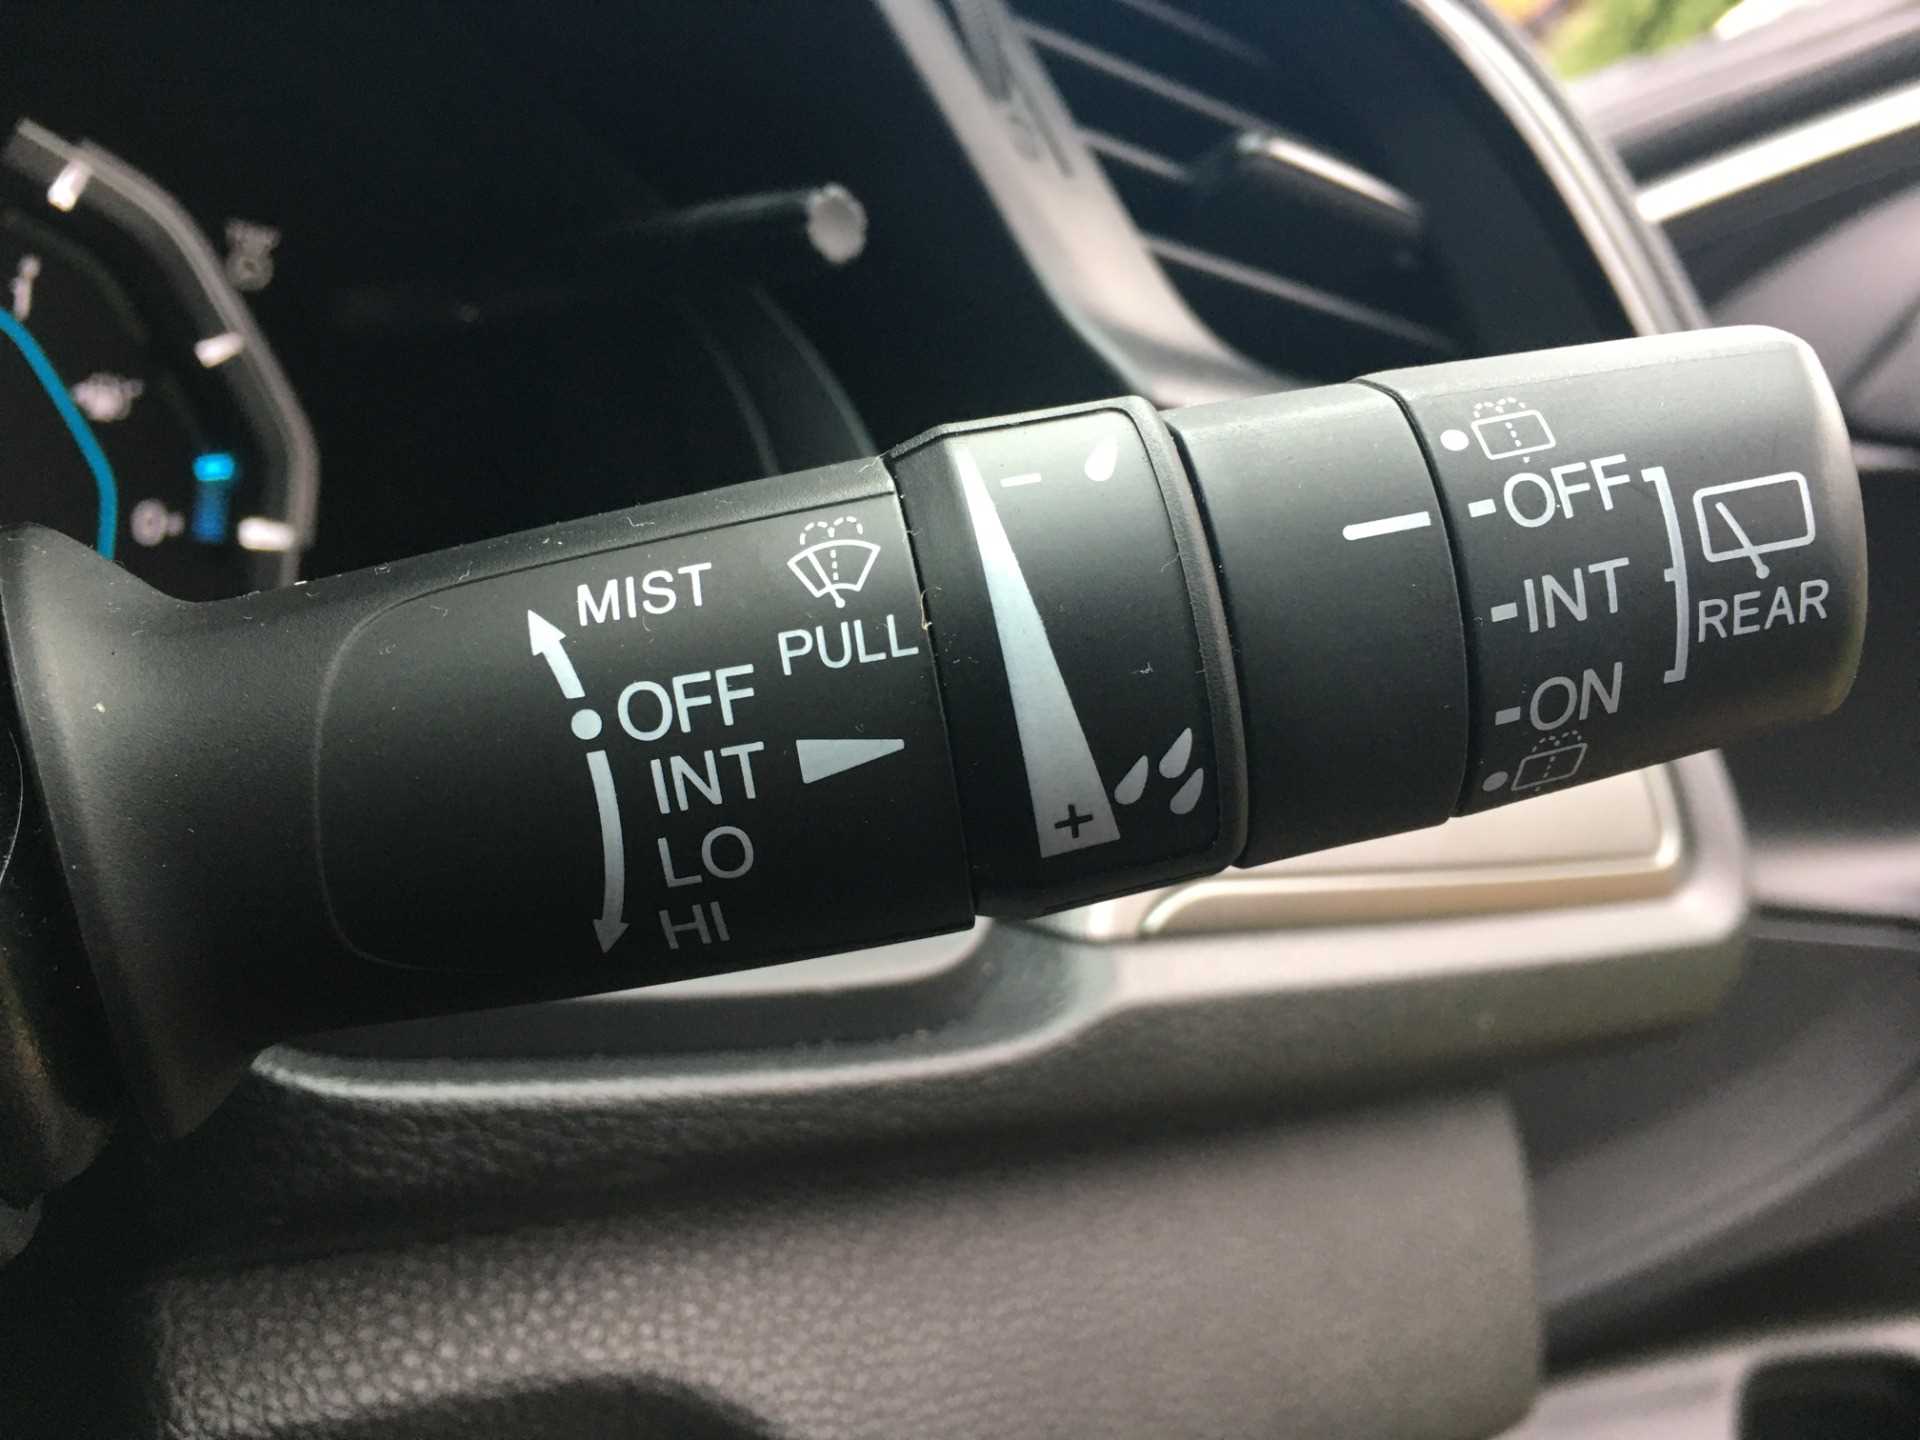 MIST
PULL
OFF
INT
LO
HI
-
+
-OFF
-INT
-ON
REAR